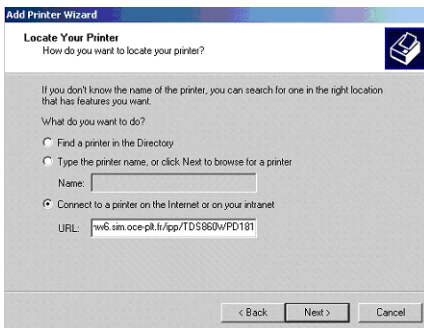 Add Printer Wizard
Locate Your Printer
How do you want to locate your printer?
If you don't know the name of the printer, you can search for one in the right location
that has features you want.
What do you want to do?
Find a printer in the Directory
Type the printer name, or click Next to browse for a printer
Name:
Connect to a printer on the Internet or on your intranet
URL: w6.sim.oce-plt.fr/ipp/TDS860WPD181
< Back Next > Cancel